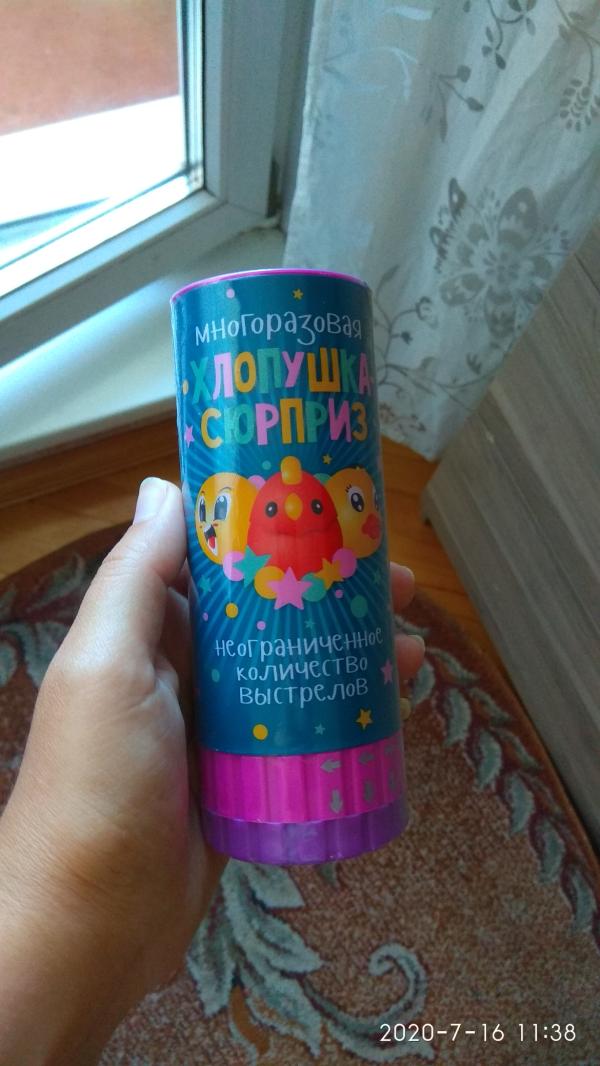 многоразовая
ХЛОПУШКА
СЮРПРИЗ
неограниченное
количество
выстрелов
2020-7-16 11:38